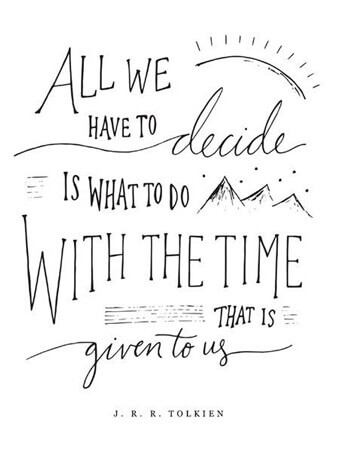 ALL WE
HAVE TO decide
IS WHAT TO DO
WITH THE TIME
THAT IS
given to us
J. R. R. TOLKIEN